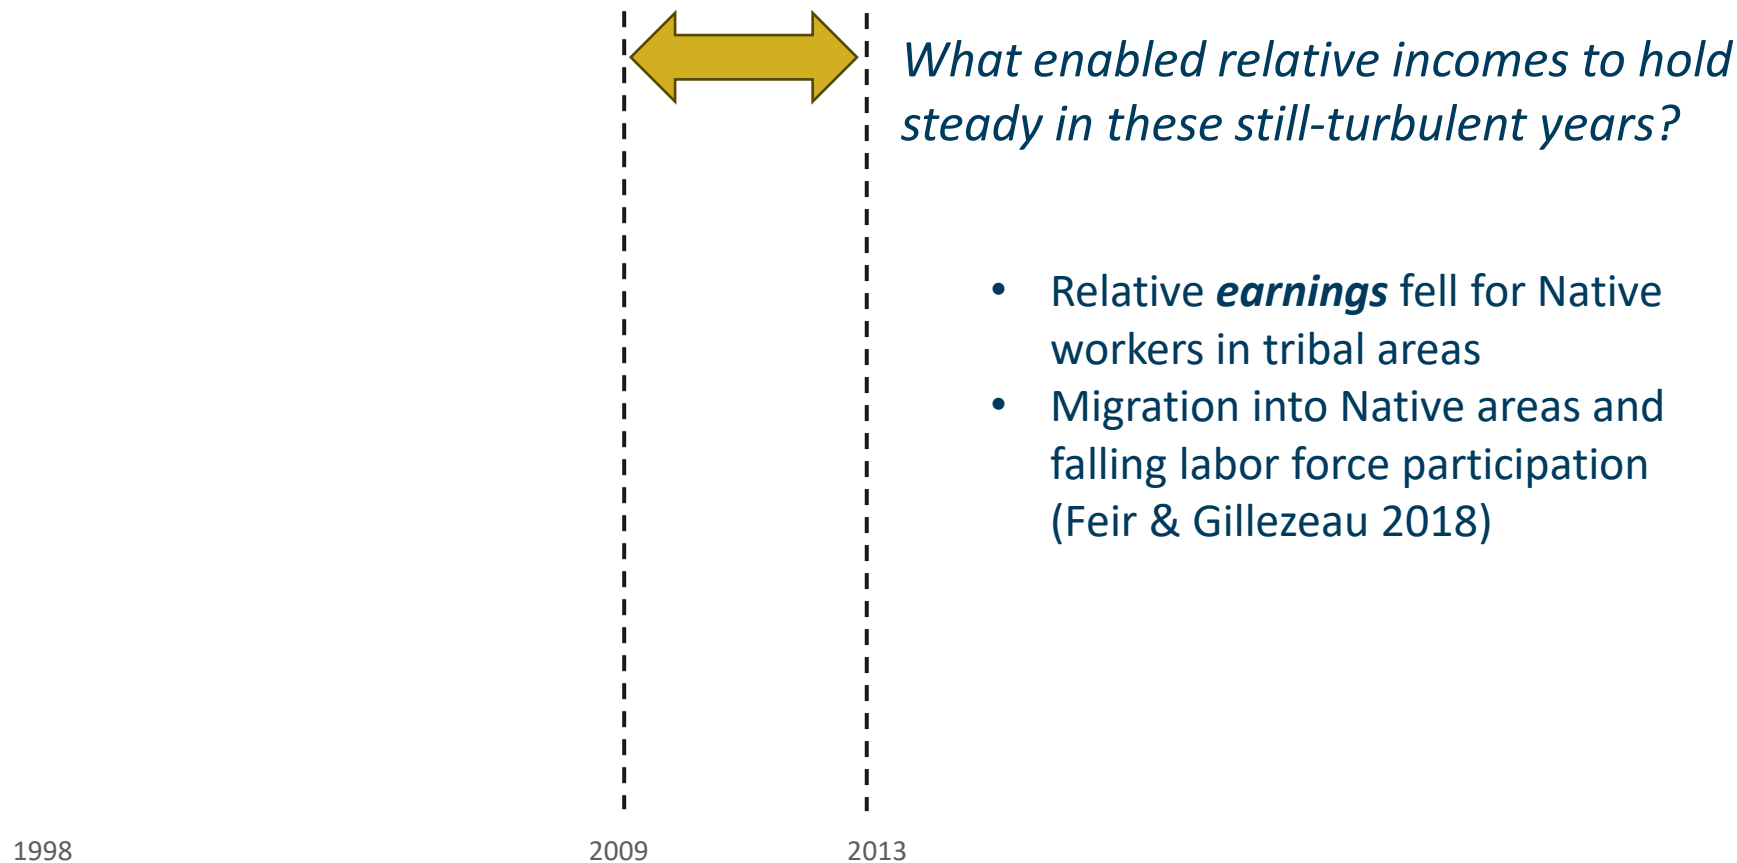 What enabled relative incomes to hold
steady in these still-turbulent years?
• Relative earnings fell for Native
workers in tribal areas
• Migration into Native areas and
falling labor force participation
(Feir & Gillezeau 2018)
1998
2009
2013